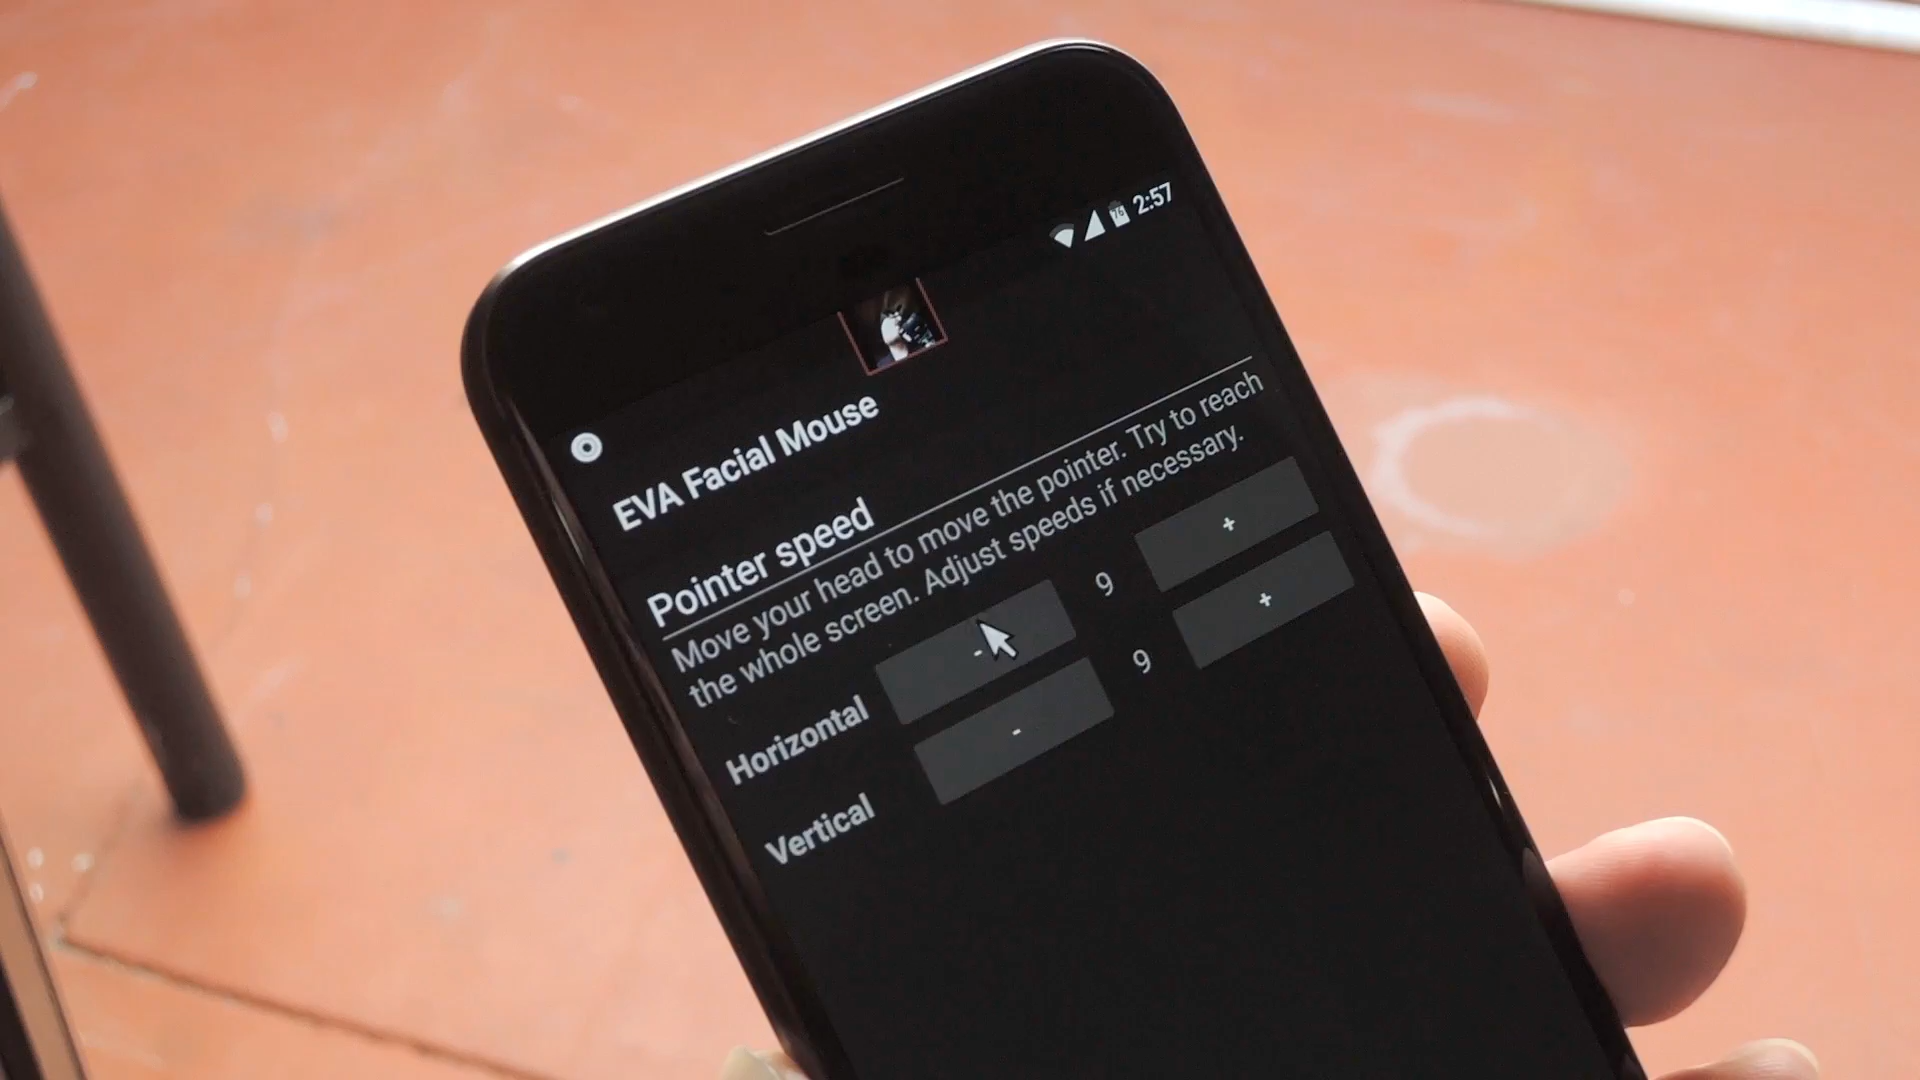 76 2:57
EVA Facial Mouse
Pointer speed
Move your head to move the pointer. Try to reach
the whole screen. Adjust speeds if necessary.
Horizontal - 9 +
Vertical - 9 +